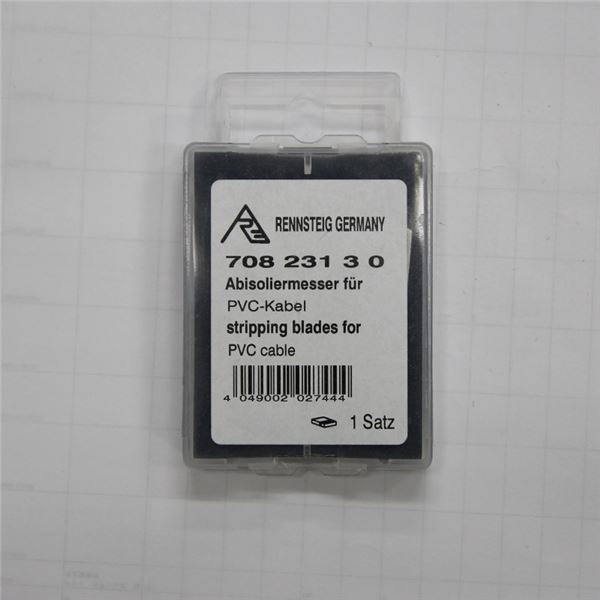 RE
RENNSTEIG GERMANY
708 231 3 0
Abisoliermesser für
PVC-Kabel
stripping blades for
PVC cable
4 049002 027444
1 Satz